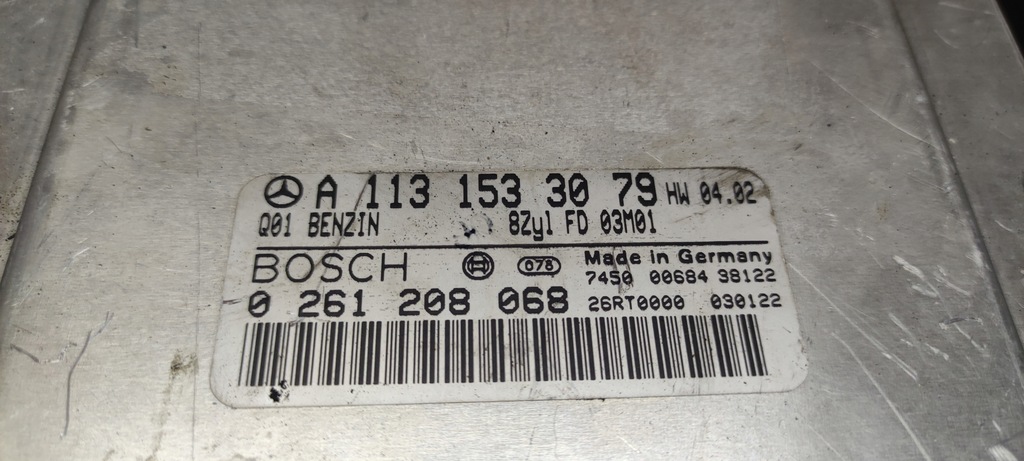 A 113 153 30 79 HW 04.02
Q01 BENZIN 8Zyl FD 03M01
BOSCH 078 Made in Germany
7450 00684 38122
0 261 208 068 26RT0000 030122